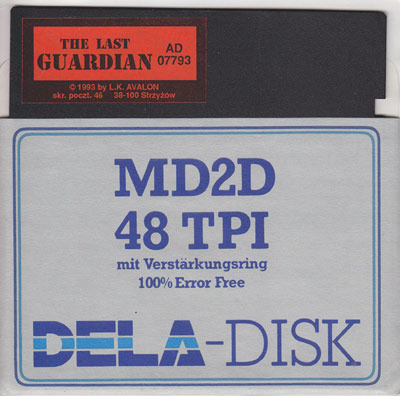 THE LAST AD
GUARDIAN 07793
© 1993 by L.K. AVALON
skr. poczt. 46 38-100 Strzyżów
MD2D
48 TPI
mit Verstärkungsring
100% Error Free
DELA-DISK